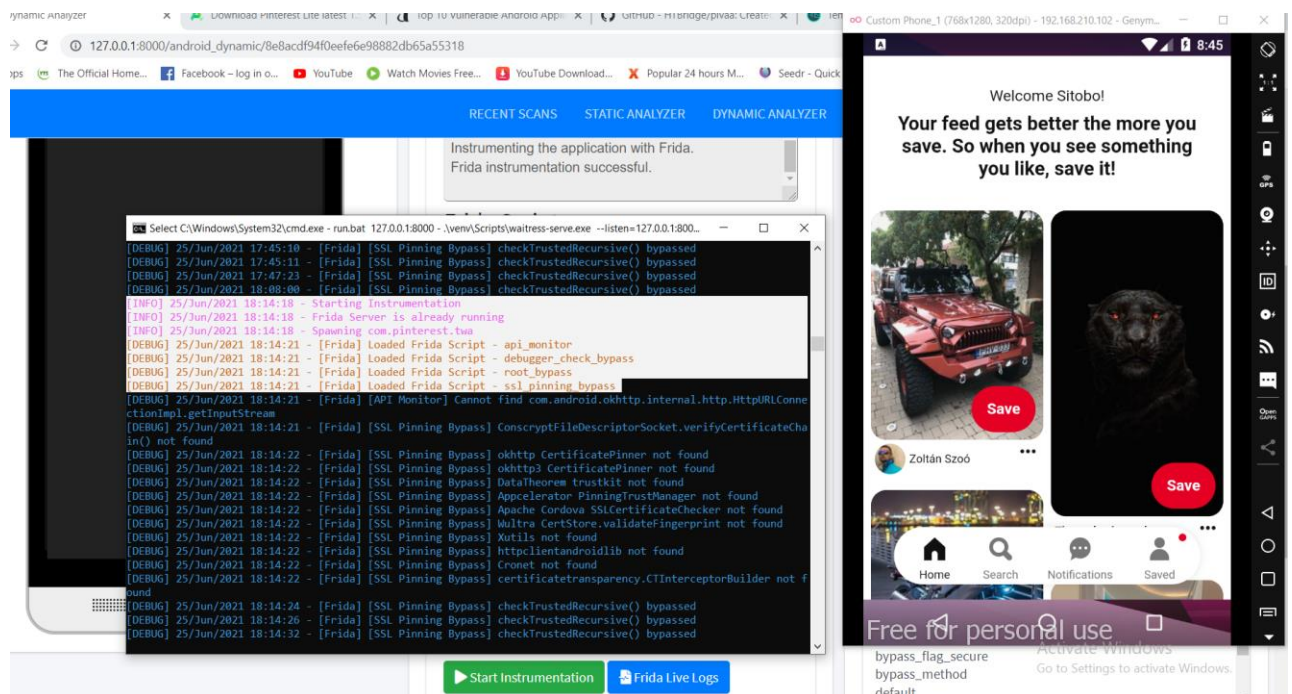 ynamic Analyzer
Download Pinterest Lite latest 1.
Top 10 Vulnerable Android Appli
GitHub - HTBridge/pivaa: Create
Ten
127.0.0.1:8000/android_dynamic/8e8acdf94f0eefe6e98882db65a55318
ops
The Official Home...
Facebook – log in o...
YouTube
Watch Movies Free...
YouTube Download...
Popular 24 hours M...
Seedr - Quick
RECENT SCANS
STATIC ANALYZER
DYNAMIC ANALYZER
Instrumenting the application with Frida.
Frida instrumentation successful.
Select C:\Windows\System32\cmd.exe - run.bat 127.0.0.1:8000 - .\venv\Scripts\waitress-serve.exe --listen=127.0.0.1:800...
[DEBUG] 25/Jun/2021 17:45:10 - [Frida] [SSL Pinning Bypass] checkTrustedRecursive() bypassed
[DEBUG] 25/Jun/2021 17:45:11 - [Frida] [SSL Pinning Bypass] checkTrustedRecursive() bypassed
[DEBUG] 25/Jun/2021 17:47:23 - [Frida] [SSL Pinning Bypass] checkTrustedRecursive() bypassed
[DEBUG] 25/Jun/2021 18:08:00 - [Frida] [SSL Pinning Bypass] checkTrustedRecursive() bypassed
[INFO] 25/Jun/2021 18:14:18 - Starting Instrumentation
[INFO] 25/Jun/2021 18:14:18 - Frida Server is already running
[INFO] 25/Jun/2021 18:14:18 - Spawning com.pinterest.twa
[DEBUG] 25/Jun/2021 18:14:21 - [Frida] Loaded Frida Script - api_monitor
[DEBUG] 25/Jun/2021 18:14:21 - [Frida] Loaded Frida Script - debugger_check_bypass
[DEBUG] 25/Jun/2021 18:14:21 - [Frida] Loaded Frida Script - root_bypass
[DEBUG] 25/Jun/2021 18:14:21 - [Frida] Loaded Frida Script - ssl_pinning_bypass
[DEBUG] 25/Jun/2021 18:14:21 - [Frida] [API Monitor] Cannot find com.android.okhttp.internal.http.HttpURLConne
ctionImpl.getInputStream
[DEBUG] 25/Jun/2021 18:14:21 - [Frida] [SSL Pinning Bypass] ConscryptFileDescriptorSocket.verifyCertificateCha
in() not found
[DEBUG] 25/Jun/2021 18:14:22 - [Frida] [SSL Pinning Bypass] okhttp CertificatePinner not found
[DEBUG] 25/Jun/2021 18:14:22 - [Frida] [SSL Pinning Bypass] okhttp3 CertificatePinner not found
[DEBUG] 25/Jun/2021 18:14:22 - [Frida] [SSL Pinning Bypass] DataTheorem trustkit not found
[DEBUG] 25/Jun/2021 18:14:22 - [Frida] [SSL Pinning Bypass] Appcelerator PinningTrustManager not found
[DEBUG] 25/Jun/2021 18:14:22 - [Frida] [SSL Pinning Bypass] Apache Cordova SSLCertificateChecker not found
[DEBUG] 25/Jun/2021 18:14:22 - [Frida] [SSL Pinning Bypass] Wultra CertStore.validateFingerprint not found
[DEBUG] 25/Jun/2021 18:14:22 - [Frida] [SSL Pinning Bypass] Xutils not found
[DEBUG] 25/Jun/2021 18:14:22 - [Frida] [SSL Pinning Bypass] httpclientandroidlib not found
[DEBUG] 25/Jun/2021 18:14:22 - [Frida] [SSL Pinning Bypass] Cronet not found
[DEBUG] 25/Jun/2021 18:14:22 - [Frida] [SSL Pinning Bypass] certificatetransparency.CTInterceptorBuilder not f
ound
[DEBUG] 25/Jun/2021 18:14:24 - [Frida] [SSL Pinning Bypass] checkTrustedRecursive() bypassed
[DEBUG] 25/Jun/2021 18:14:26 - [Frida] [SSL Pinning Bypass] checkTrustedRecursive() bypassed
[DEBUG] 25/Jun/2021 18:14:32 - [Frida] [SSL Pinning Bypass] checkTrustedRecursive() bypassed
Start Instrumentation
Frida Live Logs
Custom Phone_1 (768x1280, 320dpi) - 192.168.210.102 - Genym...
8:45
Welcome Sitobo!
Your feed gets better the more you
save. So when you see something
you like, save it!
Save
Zoltán Szoó
Save
Home
Search
Notifications
Saved
Free for personal use
GPS
ID
Open
GAPPS
bypass_flag_secure
bypass_method
default
Activate Windows
Go to Settings to activate Windows.